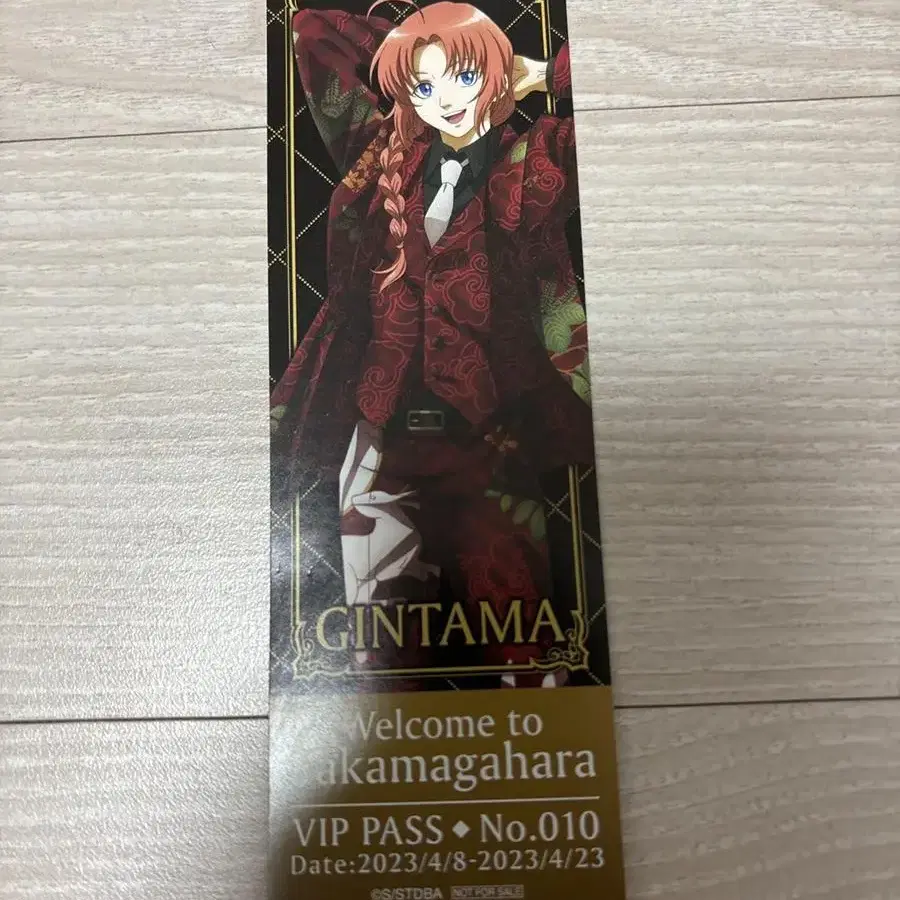 GINTAMA
Welcome to
akamagahara
VIP PASS ◆ No.010
Date:2023/4/8-2023/4/23
©S/STDBA NOT FOR SALE